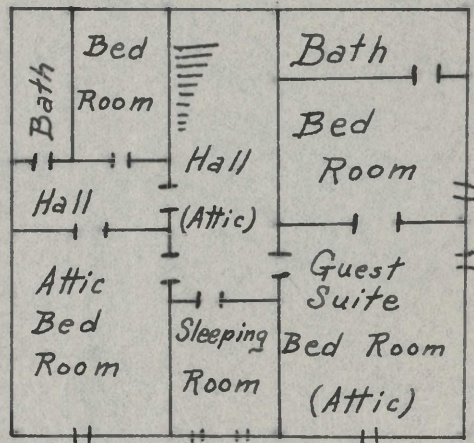 Bath
Bed
Room
Bath
Hall
(Attic)
Bed
Room
Hall
Attic
Bed
Room
Sleeping
Room
Guest
Suite
Bed Room
(Attic)